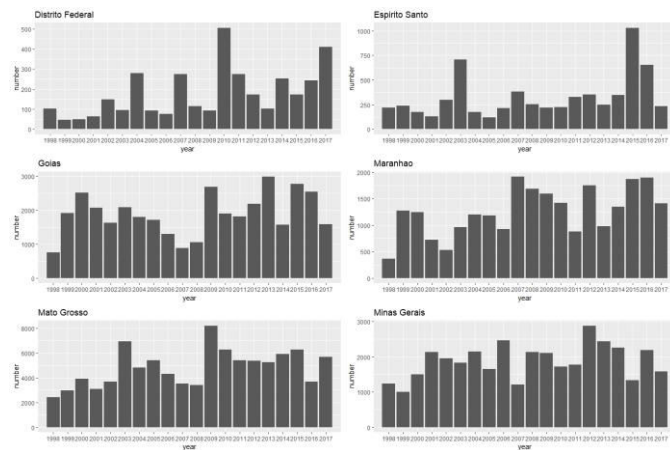 Distrito Federal
number
500
400
300
200
100
0
1998 1999 2000 2001 2002 2003 2004 2005 2006 2007 2008 2009 2010 2011 2012 2013 2014 2015 2016 2017
year
Espirito Santo
number
1000
750
500
250
0
1998 1999 2000 2001 2002 2003 2004 2005 2006 2007 2008 2009 2010 2011 2012 2013 2014 2015 2016 2017
year
Goias
number
3000
2000
1000
0
1998 1999 2000 2001 2002 2003 2004 2005 2006 2007 2008 2009 2010 2011 2012 2013 2014 2015 2016 2017
year
Maranhao
number
2000
1500
1000
500
0
1998 1999 2000 2001 2002 2003 2004 2005 2006 2007 2008 2009 2010 2011 2012 2013 2014 2015 2016 2017
year
Mato Grosso
number
8000
6000
4000
2000
0
1998 1999 2000 2001 2002 2003 2004 2005 2006 2007 2008 2009 2010 2011 2012 2013 2014 2015 2016 2017
year
Minas Gerais
number
3000
2000
1000
0
1998 1999 2000 2001 2002 2003 2004 2005 2006 2007 2008 2009 2010 2011 2012 2013 2014 2015 2016 2017
year